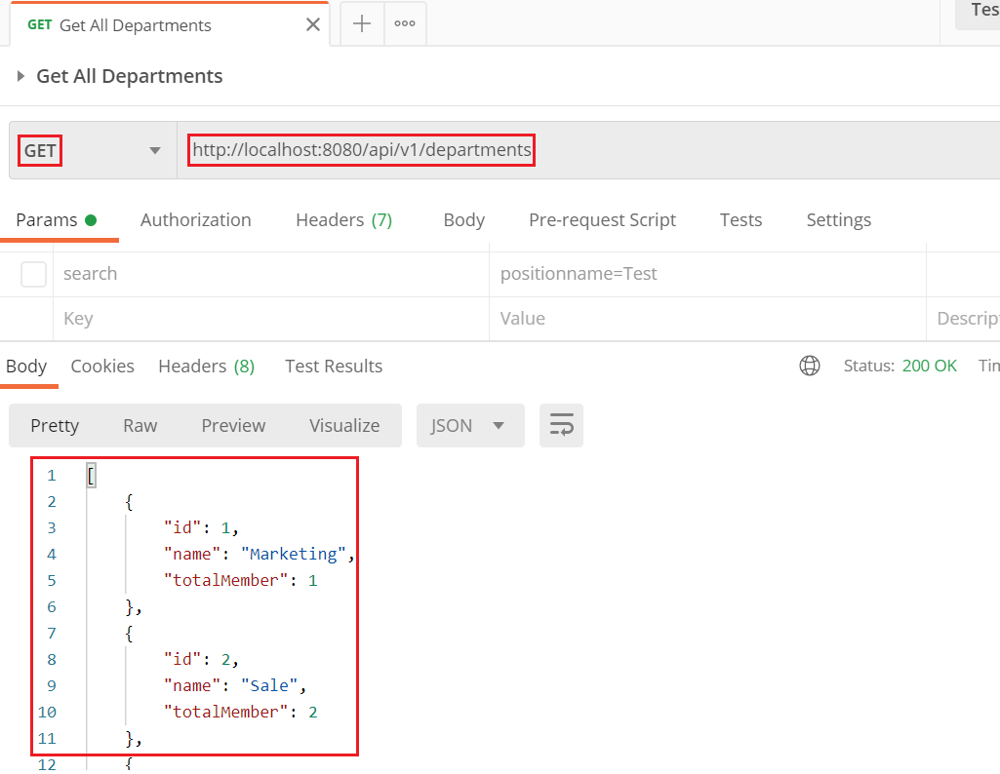 GET Get All Departments
Tes
Get All Departments
GET http://localhost:8080/api/v1/departments
Params Authorization Headers (7) Body Pre-request Script Tests Settings
search positionname=Test
Key Value Descrip
Body Cookies Headers (8) Test Results Status: 200 OK Tim
Pretty Raw Preview Visualize JSON
1 [
2 {
3 "id": 1,
4 "name": "Marketing",
5 "totalMember": 1
6 },
7 {
8 "id": 2,
9 "name": "Sale",
10 "totalMember": 2
11 },
12 {